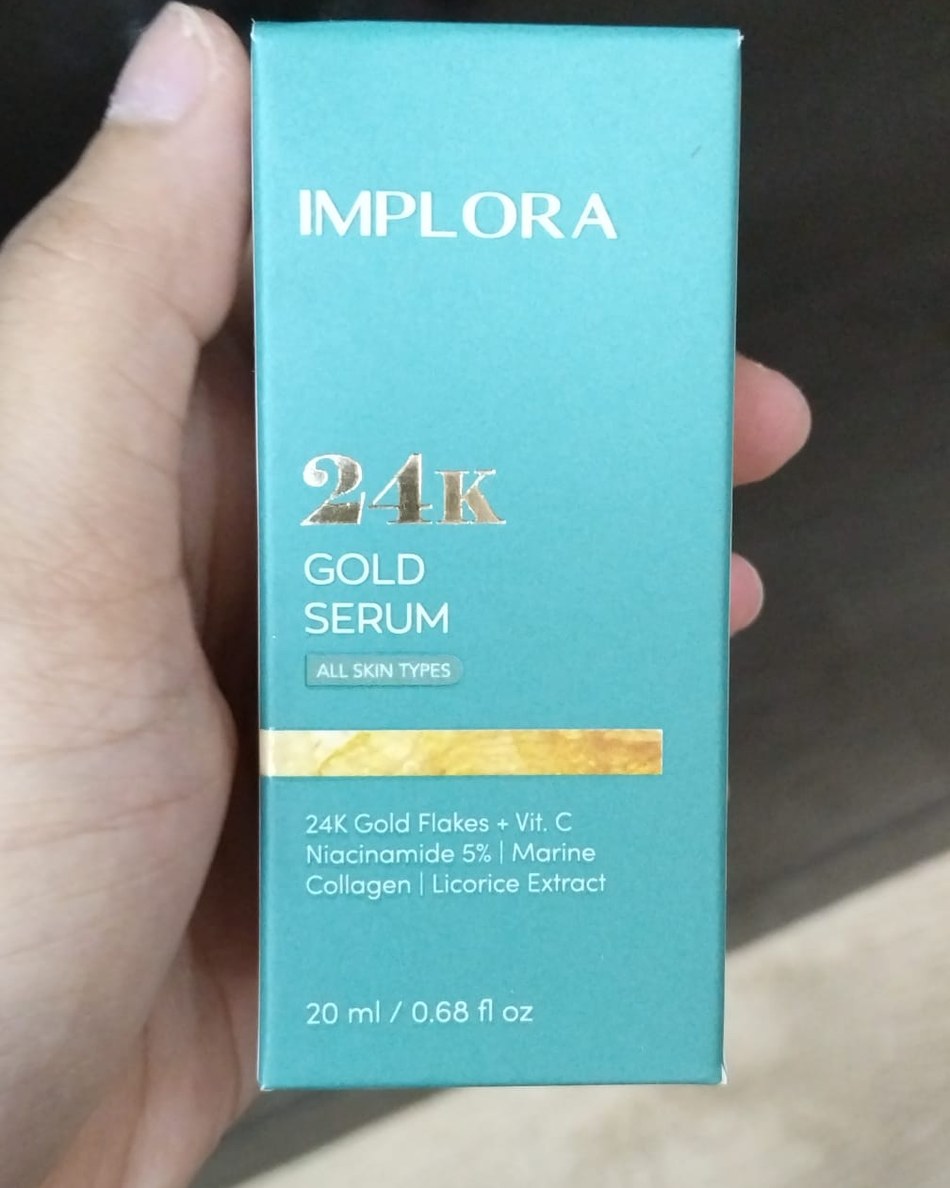 IMPLORA
24K
GOLD
SERUM
ALL SKIN TYPES
24K Gold Flakes + Vit. C
Niacinamide 5% | Marine
Collagen | Licorice Extract
20 ml / 0.68 fl oz